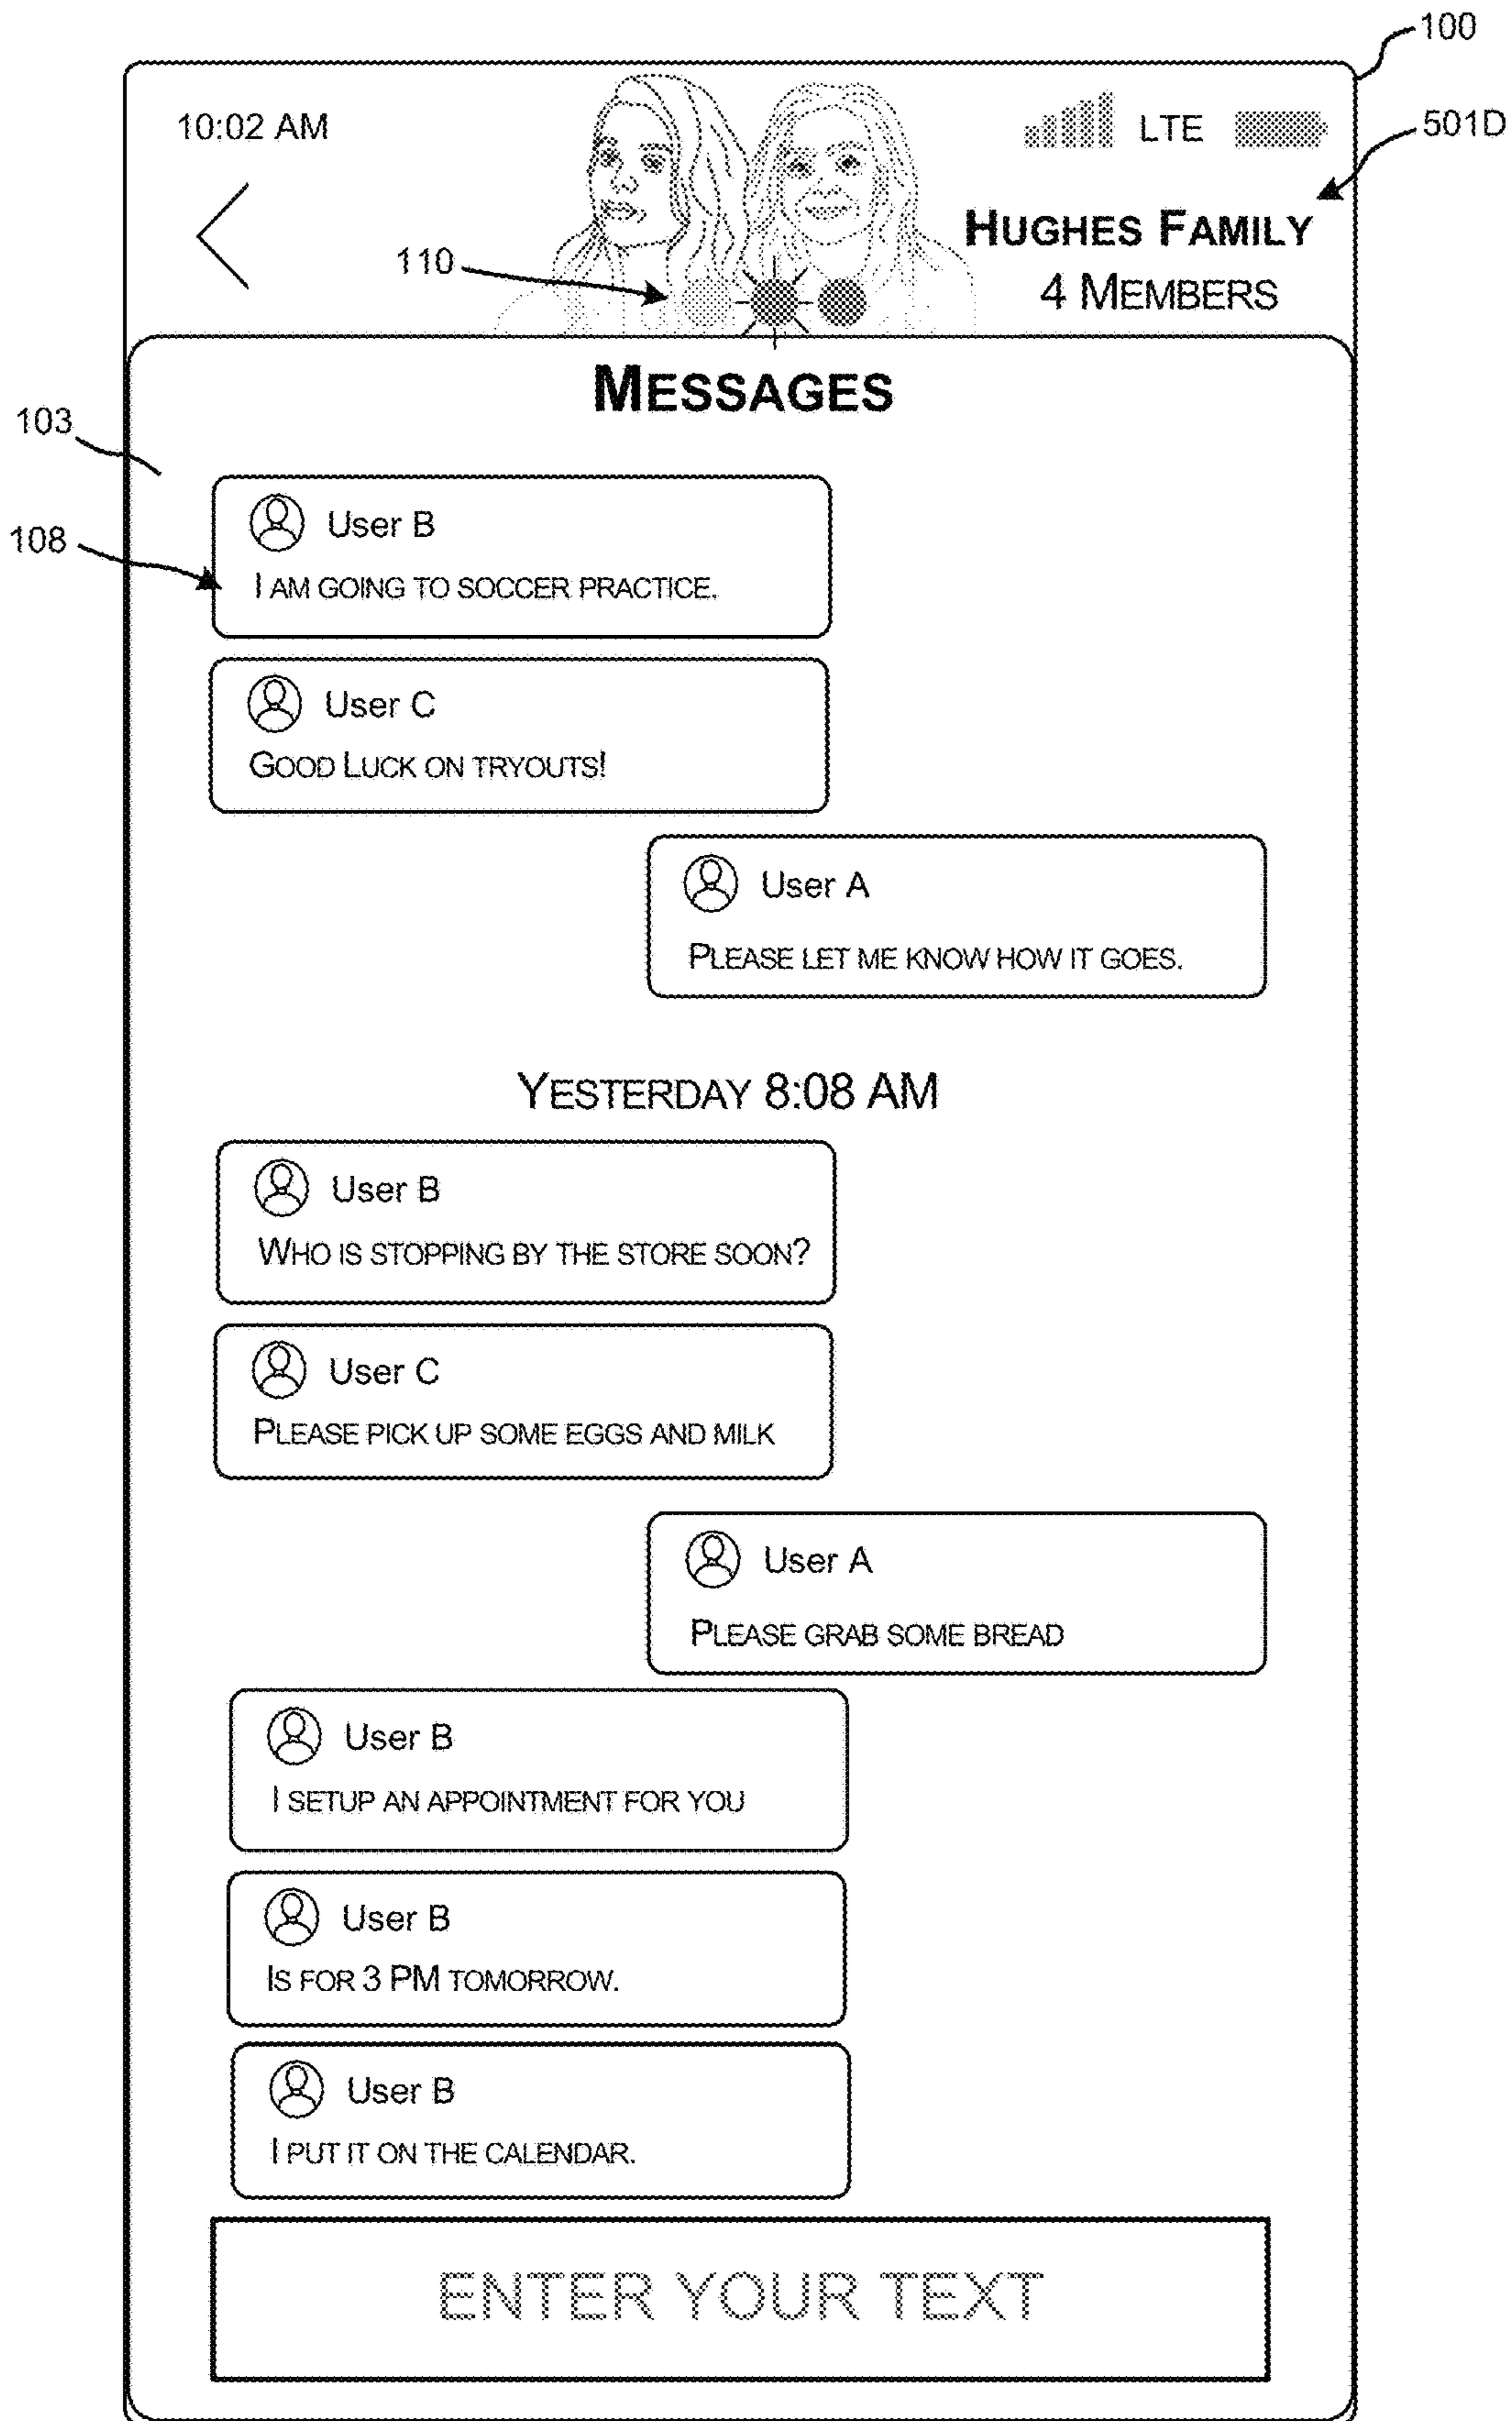 100
10:02 AM
LTE
501D
HUGHES FAMILY
110
4 MEMBERS
MESSAGES
103
User B
108
I AM GOING TO SOCCER PRACTICE.
User C
GOOD LUCK ON TRYOUTS!
User A
PLEASE LET ME KNOW HOW IT GOES.
YESTERDAY 8:08 AM
User B
WHO IS STOPPING BY THE STORE SOON?
User C
PLEASE PICK UP SOME EGGS AND MILK
User A
PLEASE GRAB SOME BREAD
User B
I SETUP AN APPOINTMENT FOR YOU
User B
IS FOR 3 PM TOMORROW.
User B
I PUT IT ON THE CALENDAR.
ENTER YOUR TEXT